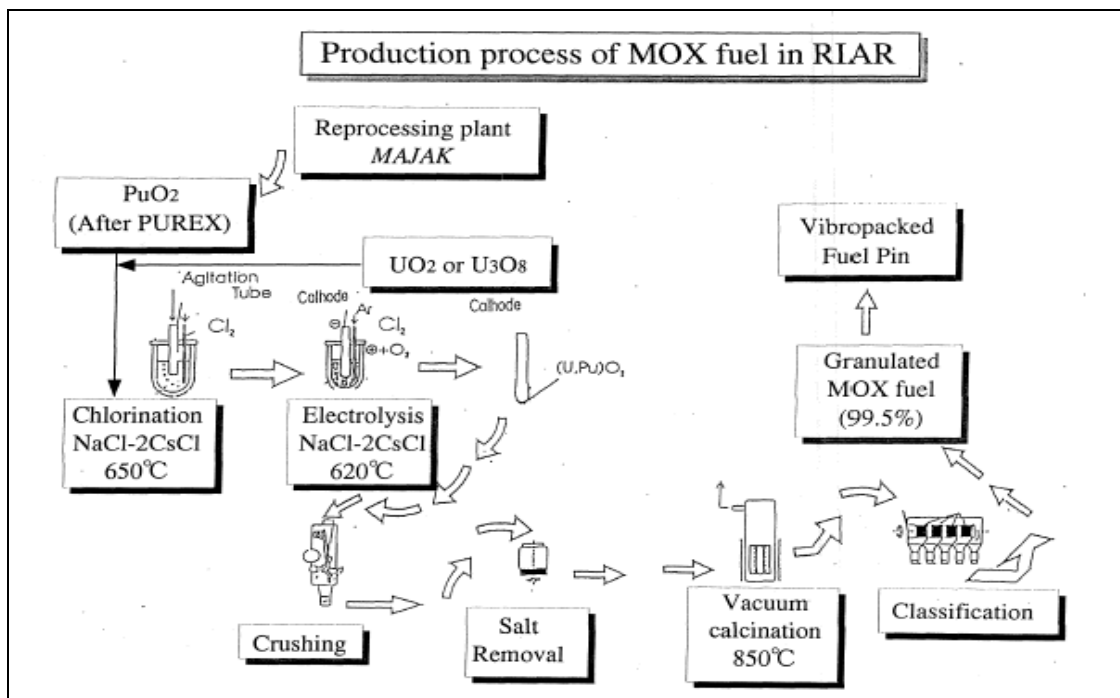 Production process of MOX fuel in RIAR
Reprocessing plant
MAJAK
PuO2
(After PUREX)
UO2 or U3O8
Vibropacked
Fuel Pin
Agitation
Tube
Cl2
Calhode
Ar
⊖
Cl2
⊕+O2
Calhode
(U,Pu)O2
Granulated
MOX fuel
(99.5%)
Chlorination
NaCl-2CsCl
650℃
Electrolysis
NaCl-2CsCl
620℃
Crushing
Salt
Removal
Vacuum
calcination
850℃
Classification